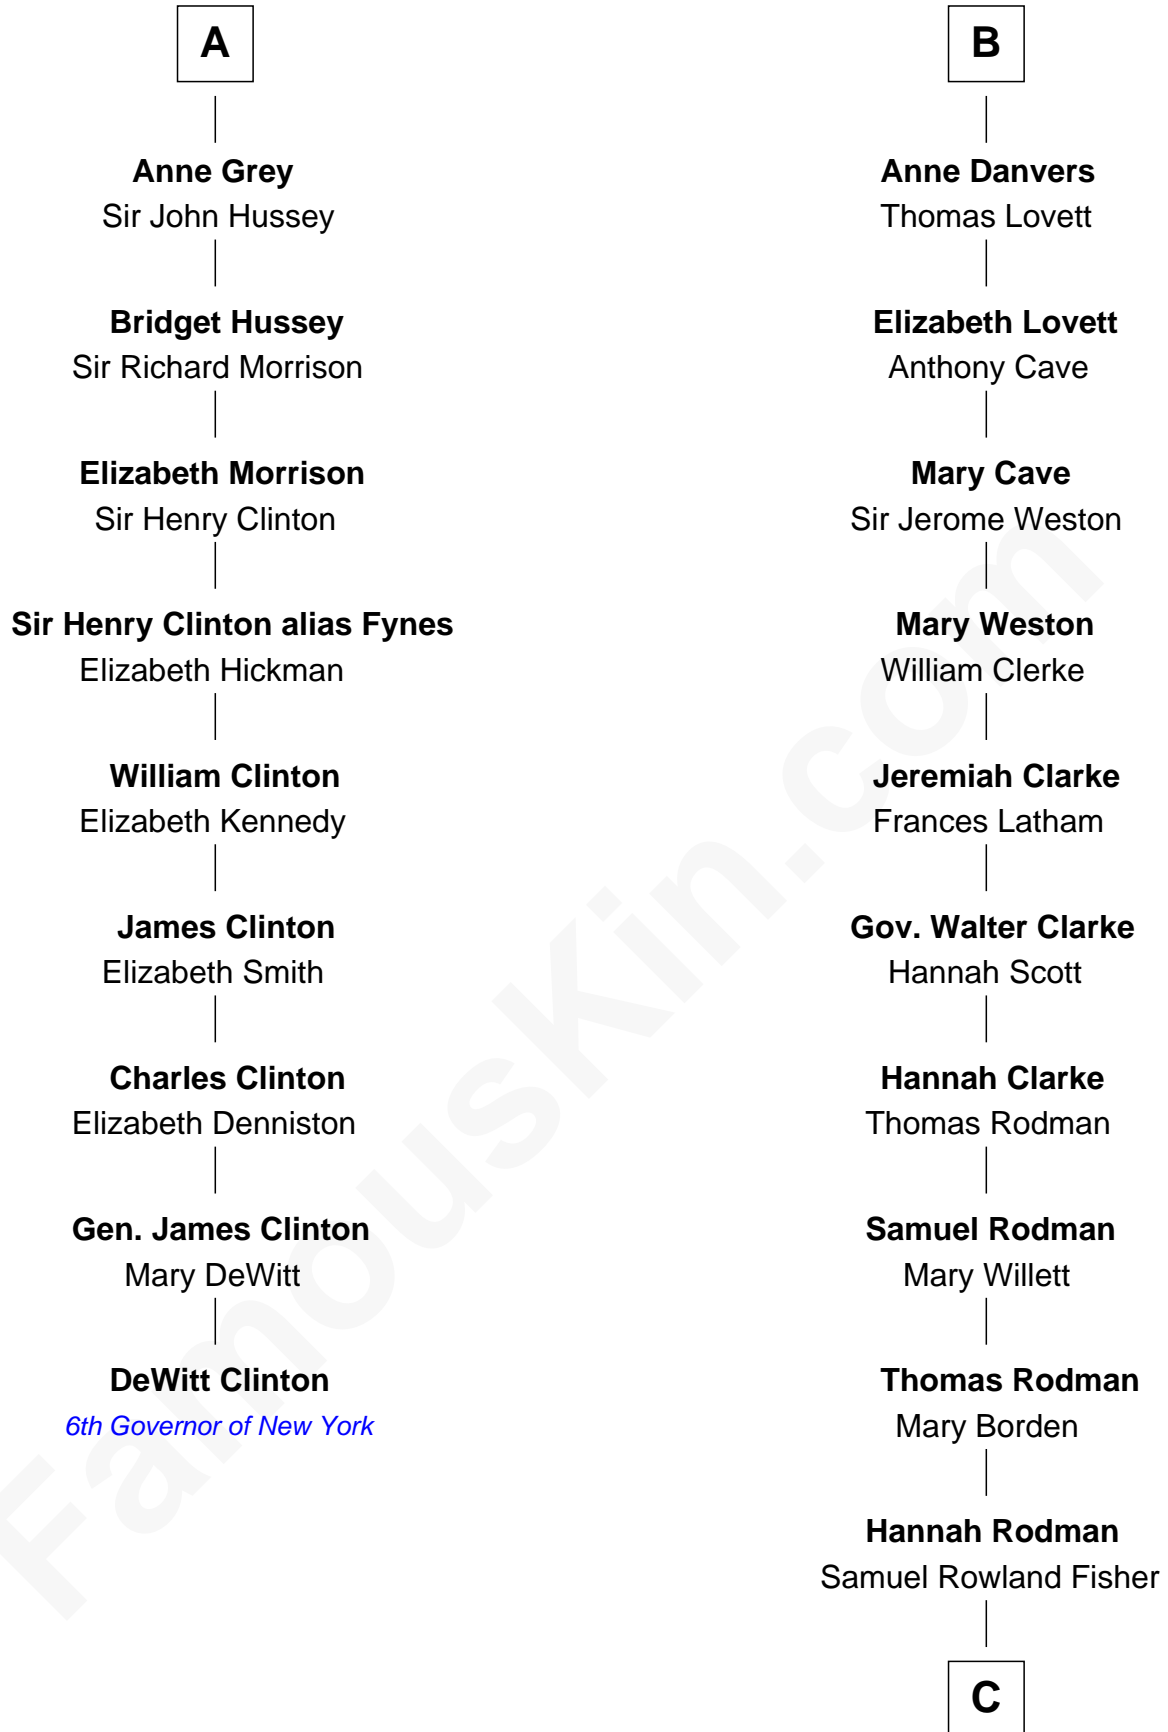 A
Anne Grey
Sir John Hussey
Bridget Hussey
Sir Richard Morrison
Elizabeth Morrison
Sir Henry Clinton
Sir Henry Clinton alias Fynes
Elizabeth Hickman
William Clinton
Elizabeth Kennedy
James Clinton
Elizabeth Smith
Charles Clinton
Elizabeth Denniston
Gen. James Clinton
Mary DeWitt
DeWitt Clinton
6th Governor of New York
B
Anne Danvers
Thomas Lovett
Elizabeth Lovett
Anthony Cave
Mary Cave
Sir Jerome Weston
Mary Weston
William Clerke
Jeremiah Clarke
Frances Latham
Gov. Walter Clarke
Hannah Scott
Hannah Clarke
Thomas Rodman
Samuel Rodman
Mary Willett
Thomas Rodman
Mary Borden
Hannah Rodman
Samuel Rowland Fisher
C
FamousKin.com